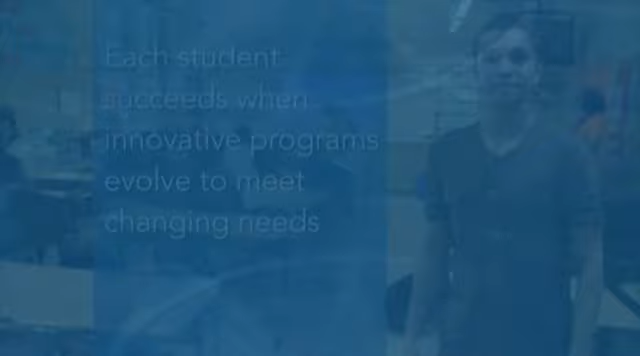 Each student
succeeds when
innovative programs
evolve to meet
changing needs